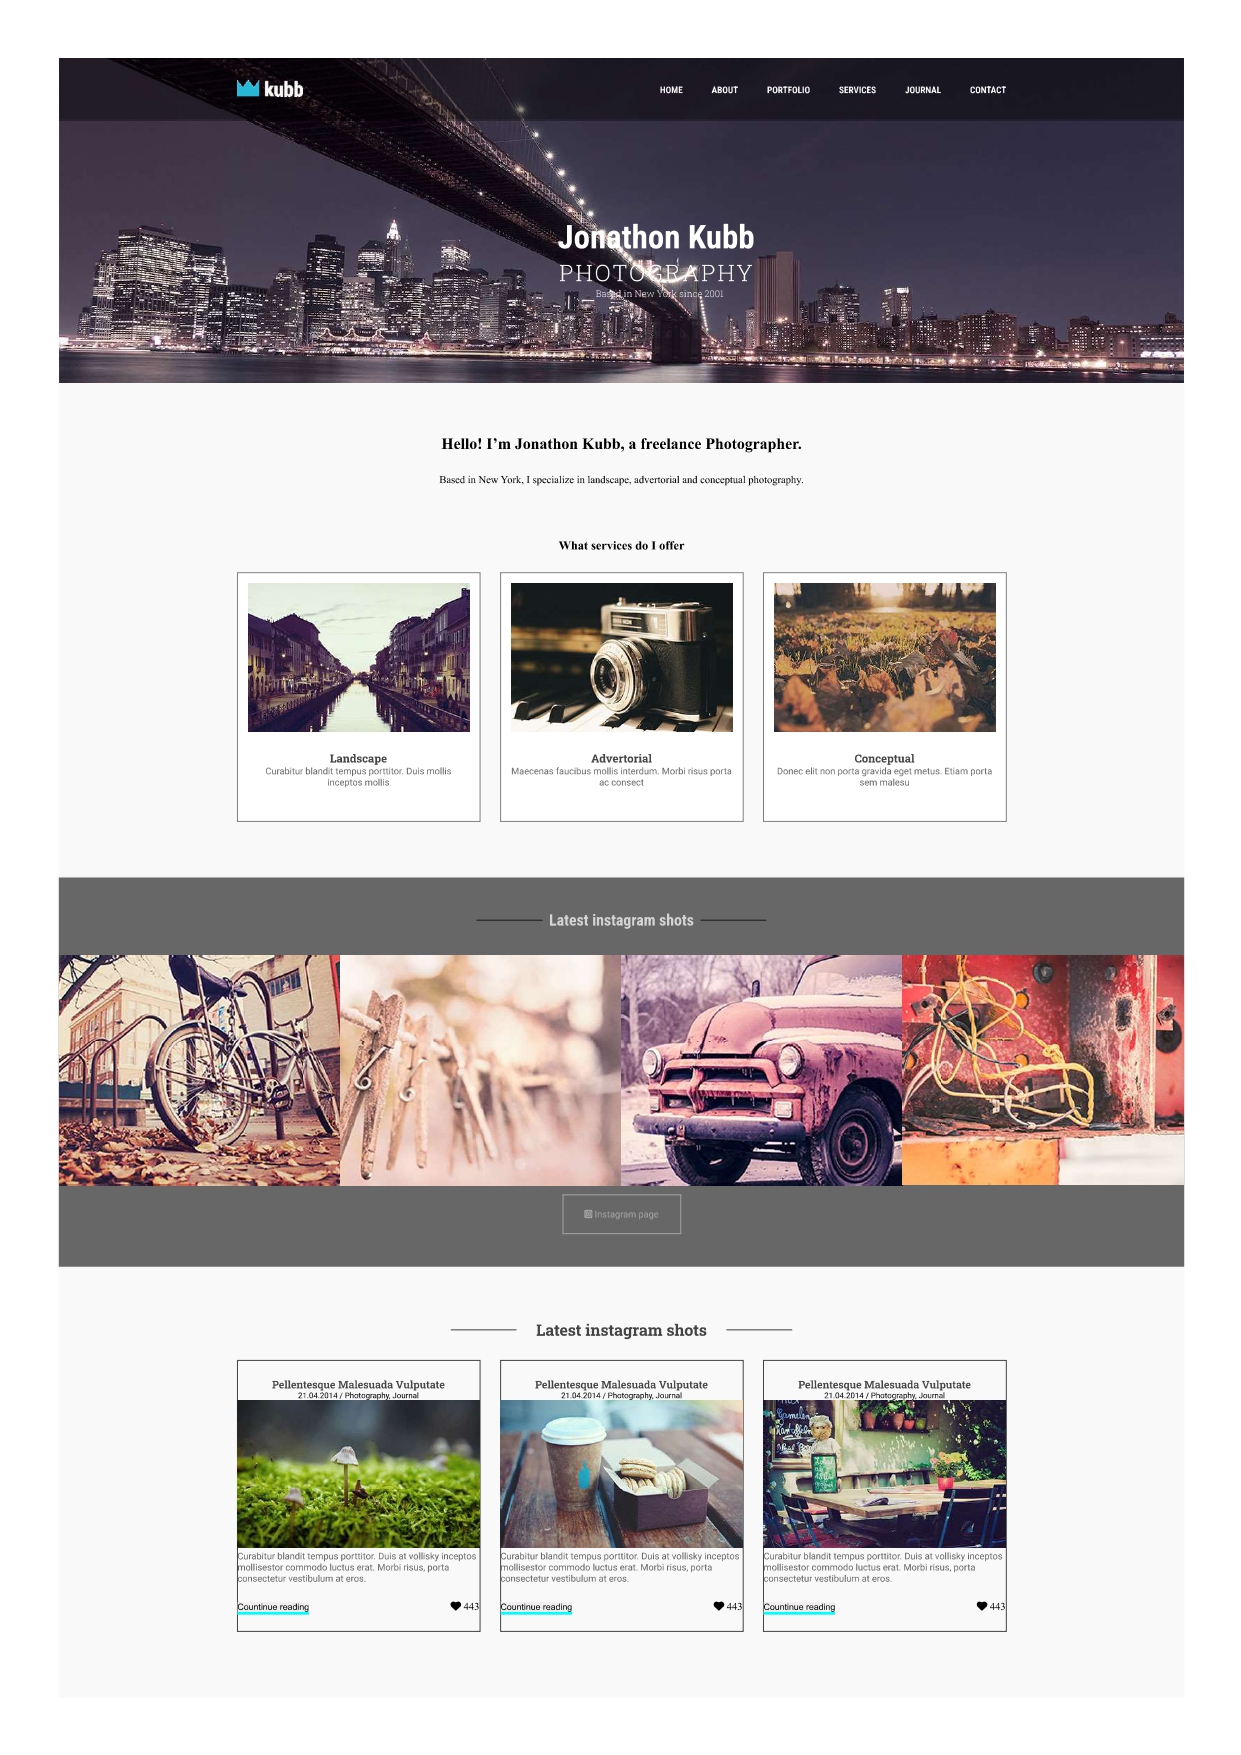 kubb
HOME ABOUT PORTFOLIO SERVICES JOURNAL CONTACT
Jonathon Kubb
PHOTOGRAPHY
Based in New York since 2001
Hello! I'm Jonathon Kubb, a freelance Photographer.
Based in New York, I specialize in landscape, advertorial and conceptual photography.
What services do I offer
Landscape
Curabitur blandit tempus porttitor. Duis mollis
inceptos mollis
Advertorial
Maecenas faucibus mollis interdum. Morbi risus porta
ac consect
Conceptual
Donec elit non porta gravida eget metus. Etiam porta
sem malesu
Latest instagram shots
Instagram page
Latest instagram shots
Pellentesque Malesuada Vulputate
21.04.2014 / Photography, Journal
Curabitur blandit tempus porttitor. Duis at vollisky inceptos
mollisestor commodo luctus erat. Morbi risus, porta
consectetur vestibulum at eros.
Countinue reading 443
Pellentesque Malesuada Vulputate
21.04.2014 / Photography, Journal
Curabitur blandit tempus porttitor. Duis at vollisky inceptos
mollisestor commodo luctus erat. Morbi risus, porta
consectetur vestibulum at eros.
Countinue reading 443
Pellentesque Malesuada Vulputate
21.04.2014 / Photography, Journal
Curabitur blandit tempus porttitor. Duis at vollisky inceptos
mollisestor commodo luctus erat. Morbi risus, porta
consectetur vestibulum at eros.
Countinue reading 443